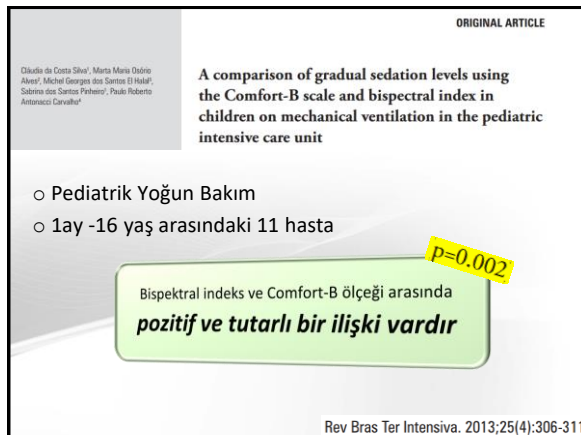 ORIGINAL ARTICLE
Cláudia da Costa Silva¹, Marta Maria Osório
Alves², Michel Georges dos Santos El Halal³,
Sabrina dos Santos Pinheiro², Paulo Roberto
Antonacci Carvalho⁴
A comparison of gradual sedation levels using
the Comfort-B scale and bispectral index in
children on mechanical ventilation in the pediatric
intensive care unit
o Pediatrik Yoğun Bakım
o 1ay -16 yaş arasındaki 11 hasta
p=0.002
Bispektral indeks ve Comfort-B ölçeği arasında
pozitif ve tutarlı bir ilişki vardır
Rev Bras Ter Intensiva. 2013;25(4):306-311